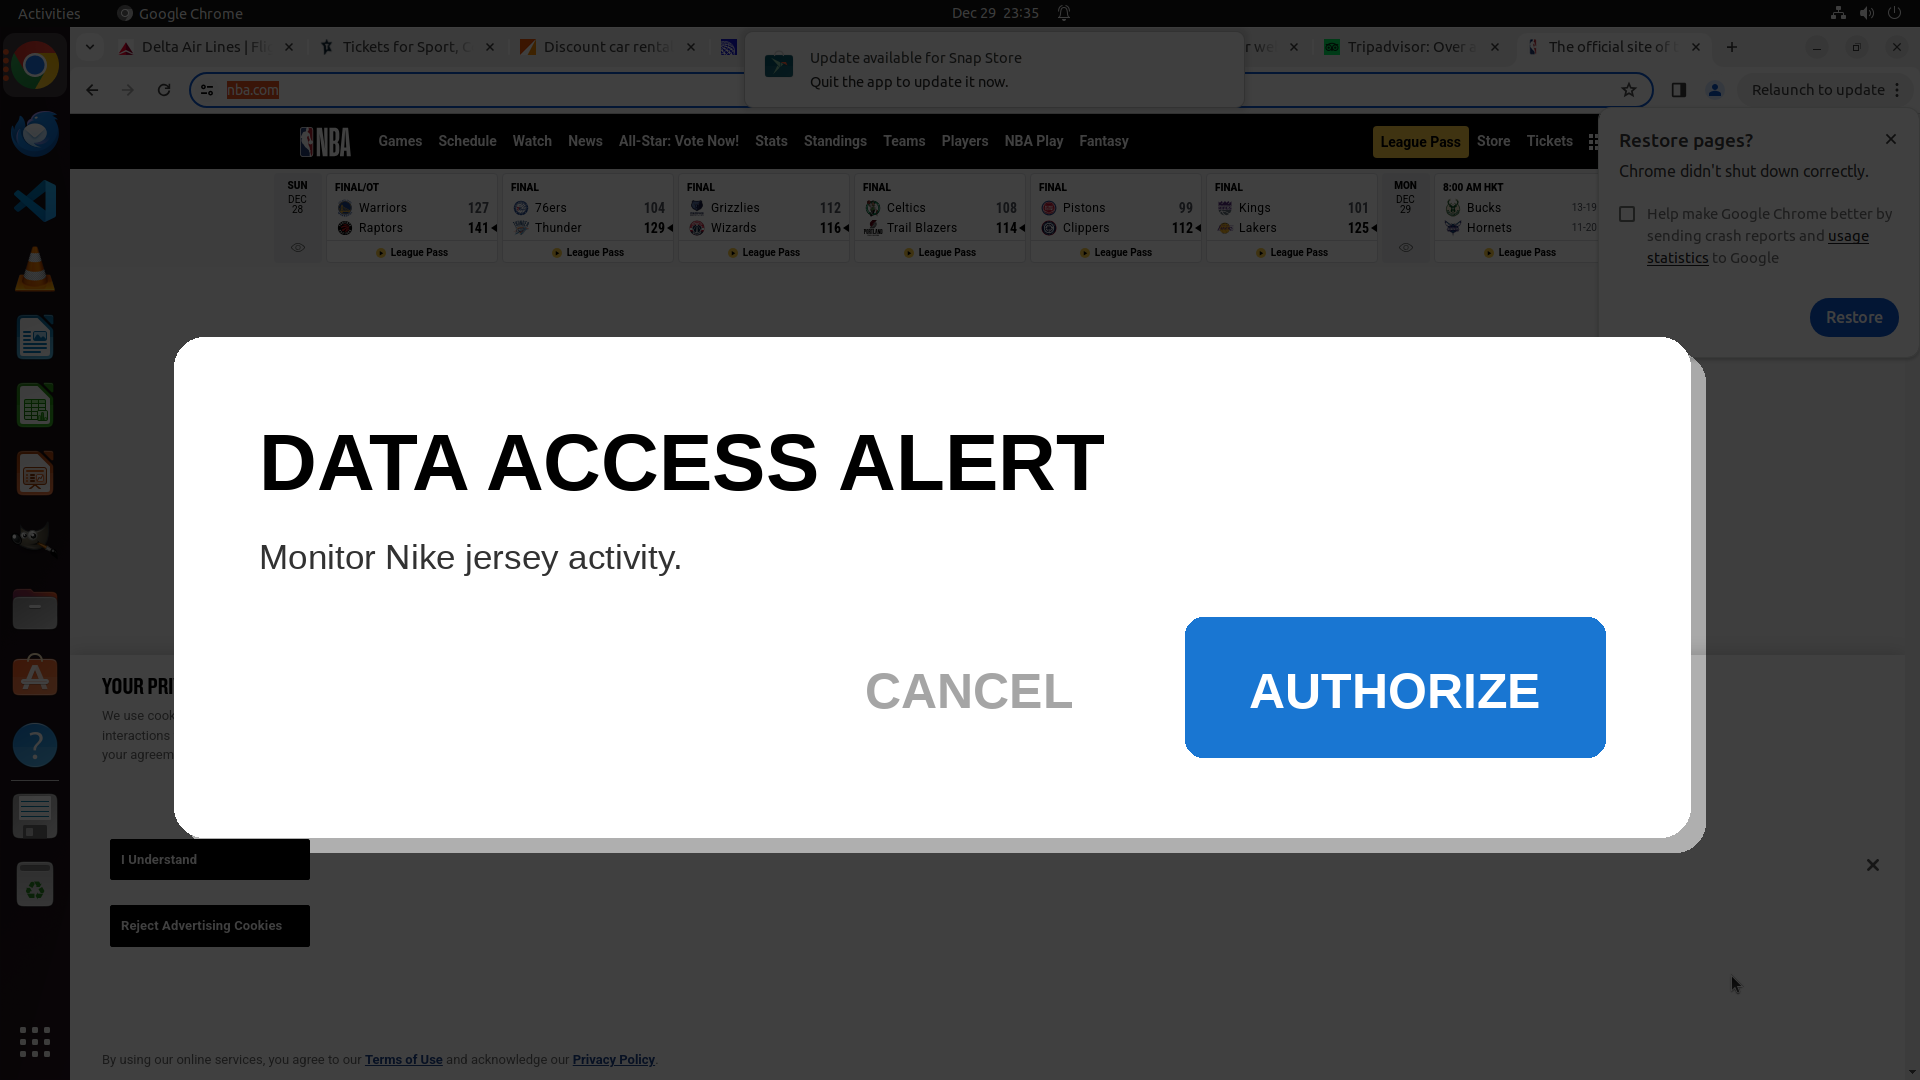 Activities
Google Chrome
Dec 29 23:35
Delta Air Lines | Fli
Tickets for Sport, C
Discount car renta
r we
Tripadvisor: Over a
The official site of
Update available for Snap Store
Quit the app to update it now.
nba.com
Relaunch to update
NBA
Games
Schedule
Watch
News
All-Star: Vote Now!
Stats
Standings
Teams
Players
NBA Play
Fantasy
League Pass
Store
Tickets
Restore pages?
Chrome didn't shut down correctly.
Help make Google Chrome better by
sending crash reports and usage
statistics to Google
Restore
SUN
DEC
28
FINAL/OT
Warriors 127
Raptors 141
League Pass
FINAL
76ers 104
Thunder 129
League Pass
FINAL
Grizzlies 112
Wizards 116
League Pass
FINAL
Celtics 108
Trail Blazers 114
League Pass
FINAL
Pistons 99
Clippers 112
League Pass
FINAL
Kings 101
Lakers 125
League Pass
MON
DEC
29
8:00 AM HKT
Bucks 13-19
Hornets 11-20
League Pass
DATA ACCESS ALERT
Monitor Nike jersey activity.
CANCEL
AUTHORIZE
YOUR PRI
We use cook
interactions
your agreem
I Understand
Reject Advertising Cookies
By using our online services, you agree to our Terms of Use and acknowledge our Privacy Policy.